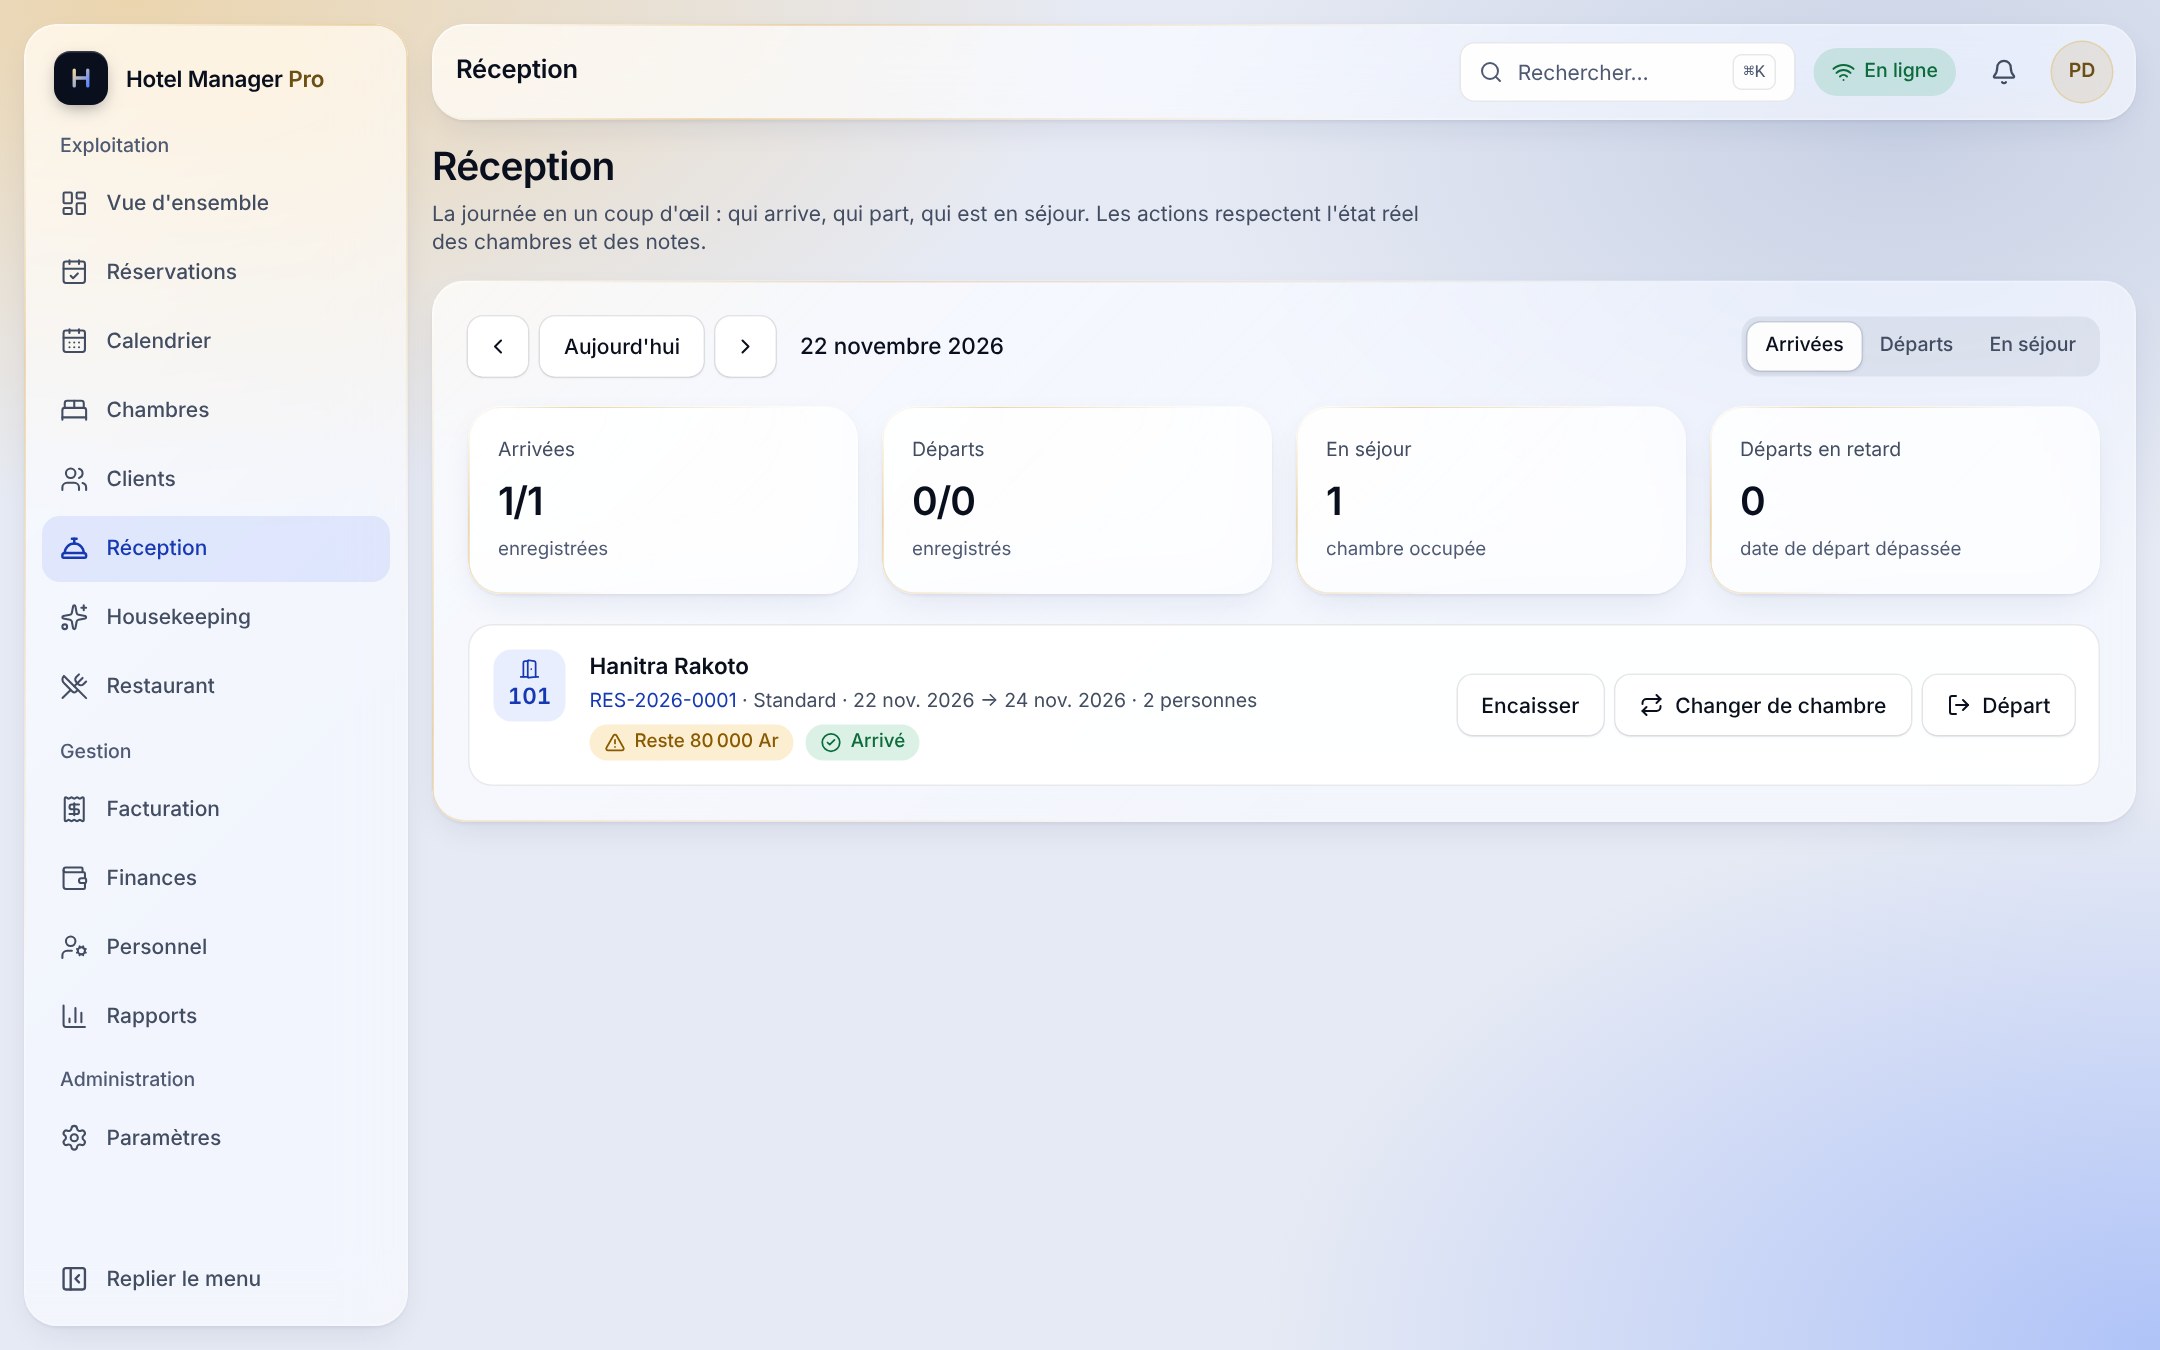 Hotel Manager Pro
Exploitation
Vue d'ensemble
Réservations
Calendrier
Chambres
Clients
Réception
Housekeeping
Restaurant
Gestion
Facturation
Finances
Personnel
Rapports
Administration
Paramètres
Replier le menu
Réception
Rechercher...
⌘K
En ligne
PD
Réception
La journée en un coup d'œil : qui arrive, qui part, qui est en séjour. Les actions respectent l'état réel
des chambres et des notes.
Aujourd'hui
22 novembre 2026
Arrivées
Départs
En séjour
Arrivées
1/1
enregistrées
Départs
0/0
enregistrés
En séjour
1
chambre occupée
Départs en retard
0
date de départ dépassée
101
Hanitra Rakoto
RES-2026-0001 · Standard · 22 nov. 2026 → 24 nov. 2026 · 2 personnes
Reste 80 000 Ar
Arrivé
Encaisser
Changer de chambre
Départ